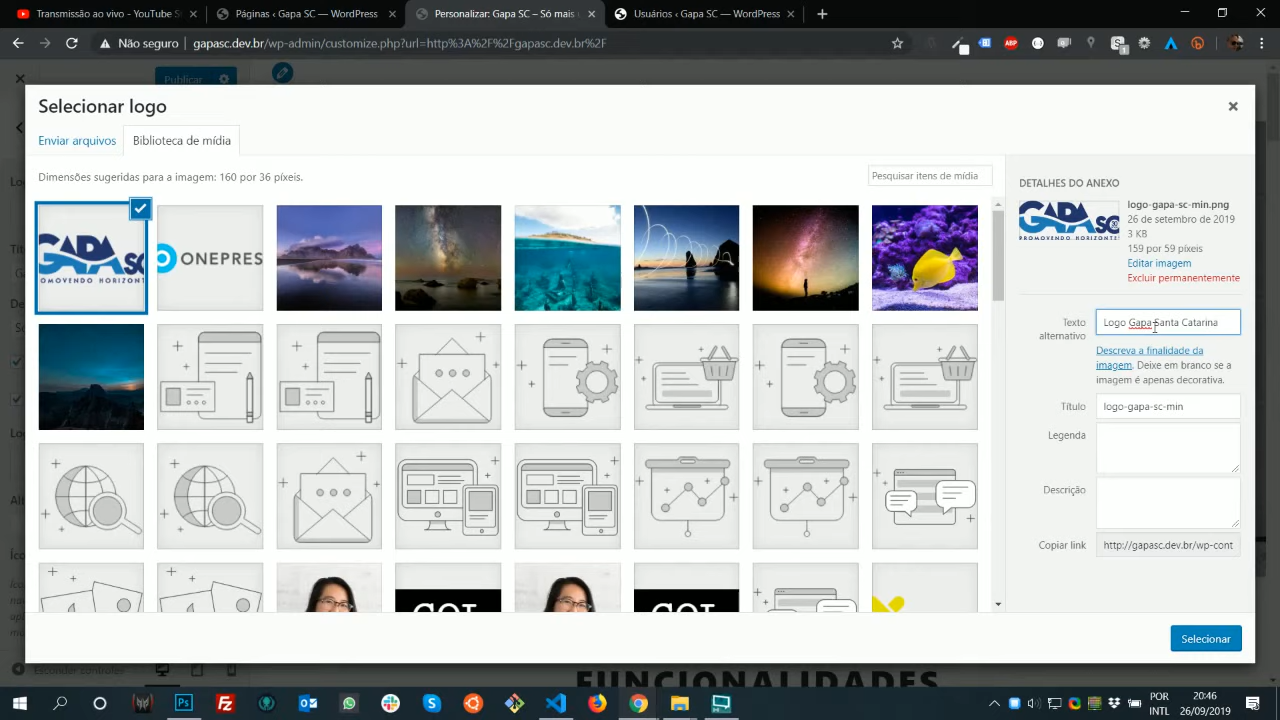 Transmissão ao vivo - YouTube S
Páginas ‹ Gapa SC — WordPress
Personalizar: Gapa SC – Só mais
Usuários ‹ Gapa SC — WordPress
Não seguro
gapasc.dev.br/wp-admin/customize.php?url=http%3A%2F%2Fgapasc.dev.br%2F
Publicar
Selecionar logo
Enviar arquivos
Biblioteca de mídia
Dimensões sugeridas para a imagem: 160 por 36 píxeis.
Pesquisar itens de mídia
GAPA SC
ONEPRES
DETALHES DO ANEXO
GAPA SC
PROMOVENDO HORIZONTE
logo-gapa-sc-min.png
26 de setembro de 2019
3 KB
159 por 59 píxeis
Editar imagem
Excluir permanentemente
Texto alternativo
Logo Gapa Santa Catarina
Descreva a finalidade da
imagem. Deixe em branco se a
imagem é apenas decorativa.
Título
logo-gapa-sc-min
Legenda
Descrição
Copiar link
http://gapasc.dev.br/wp-cont
Selecionar
Esconder controles
FUNCIONALIDADES
POR
INTL
20:46
26/09/2019